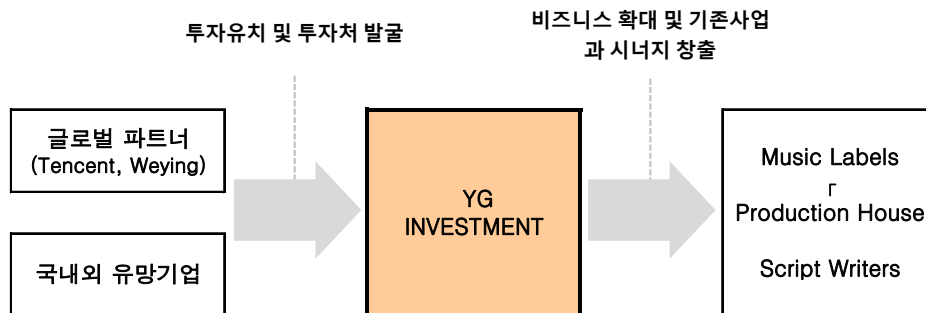 투자유치 및 투자처 발굴
비즈니스 확대 및 기존사업
과 시너지 창출
글로벌 파트너
(Tencent, Weying)
국내외 유망기업
YG
INVESTMENT
Music Labels
「
Production House
Script Writers